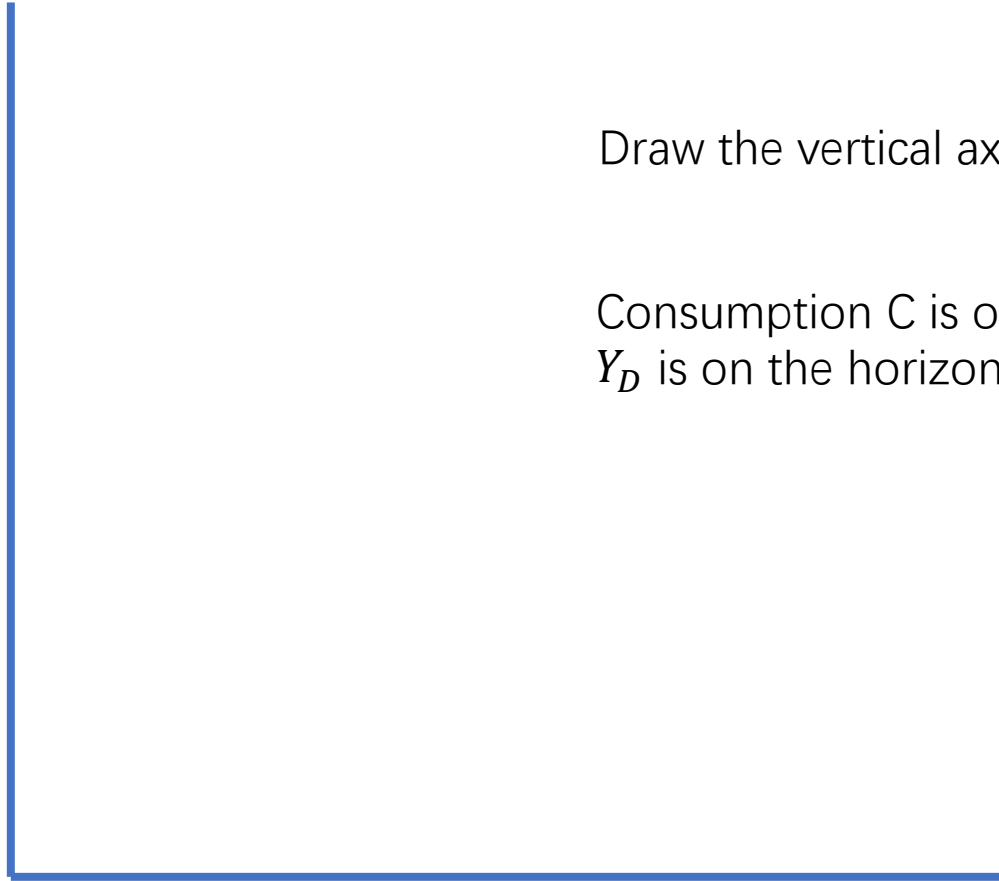 Draw the vertical ax
Consumption C is o
Y_D is on the horizon